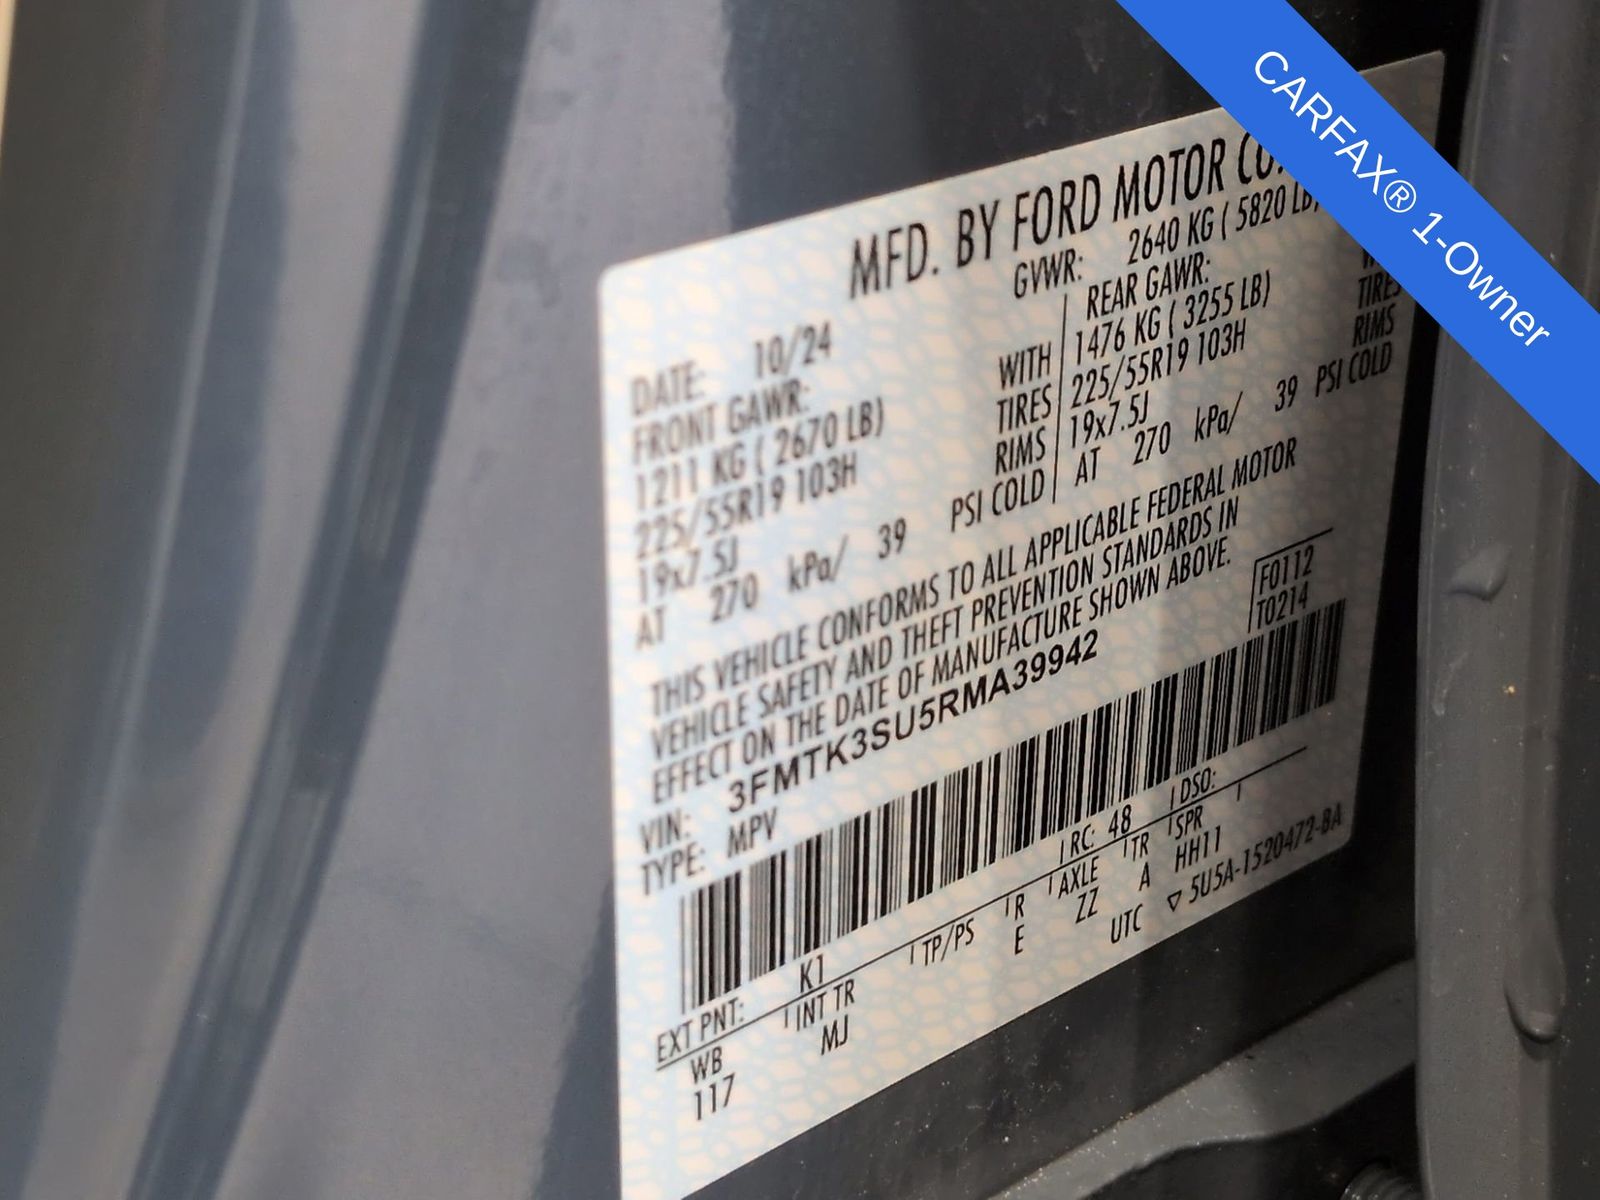 CARFAX® 1-Owner
MFD. BY FORD MOTOR CO.
GVWR: 2640 KG ( 5820 LB)
DATE: 10/24
FRONT GAWR:
1211 KG ( 2670 LB) WITH
225/55R19 103H TIRES
19x7.5J RIMS
AT 270 kPa/ 39 PSI COLD
REAR GAWR:
1476 KG ( 3255 LB)
225/55R19 103H TIRES
19x7.5J RIMS
AT 270 kPa/ 39 PSI COLD
THIS VEHICLE CONFORMS TO ALL APPLICABLE FEDERAL MOTOR
VEHICLE SAFETY AND THEFT PREVENTION STANDARDS IN
EFFECT ON THE DATE OF MANUFACTURE SHOWN ABOVE.
VIN: 3FMTK3SU5RMA39942
TYPE: MPV
F0112
T0214
EXT PNT: K1 RC: 48 DSO:
WB INT TR TP/PS R AXLE TR SPR
117 MJ E ZZ A HH11
UTC ▽ 5U5A-1520472-BA